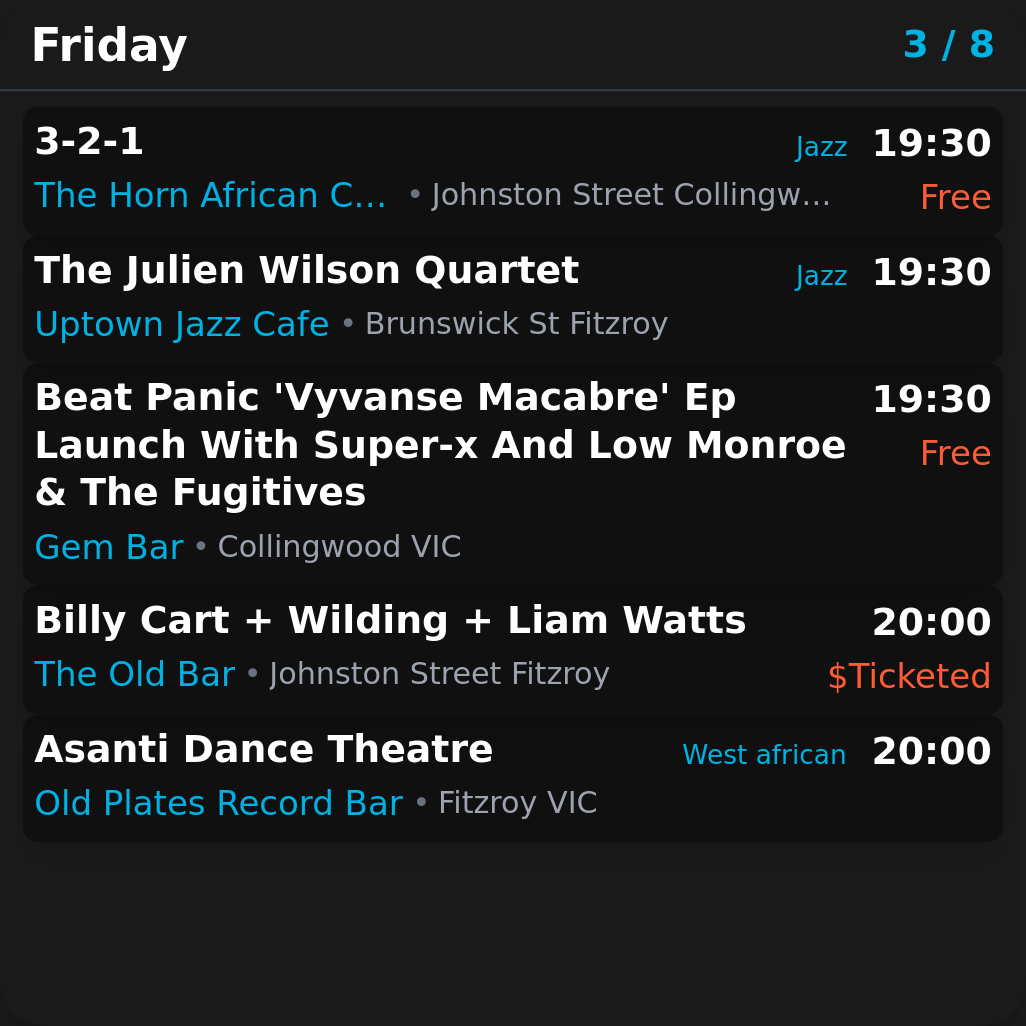 Friday 3 / 8
3-2-1 Jazz 19:30
The Horn African C... • Johnston Street Collingw... Free
The Julien Wilson Quartet Jazz 19:30
Uptown Jazz Cafe • Brunswick St Fitzroy
Beat Panic 'Vyvanse Macabre' Ep 19:30
Launch With Super-x And Low Monroe Free
& The Fugitives
Gem Bar • Collingwood VIC
Billy Cart + Wilding + Liam Watts 20:00
The Old Bar • Johnston Street Fitzroy $Ticketed
Asanti Dance Theatre West african 20:00
Old Plates Record Bar • Fitzroy VIC